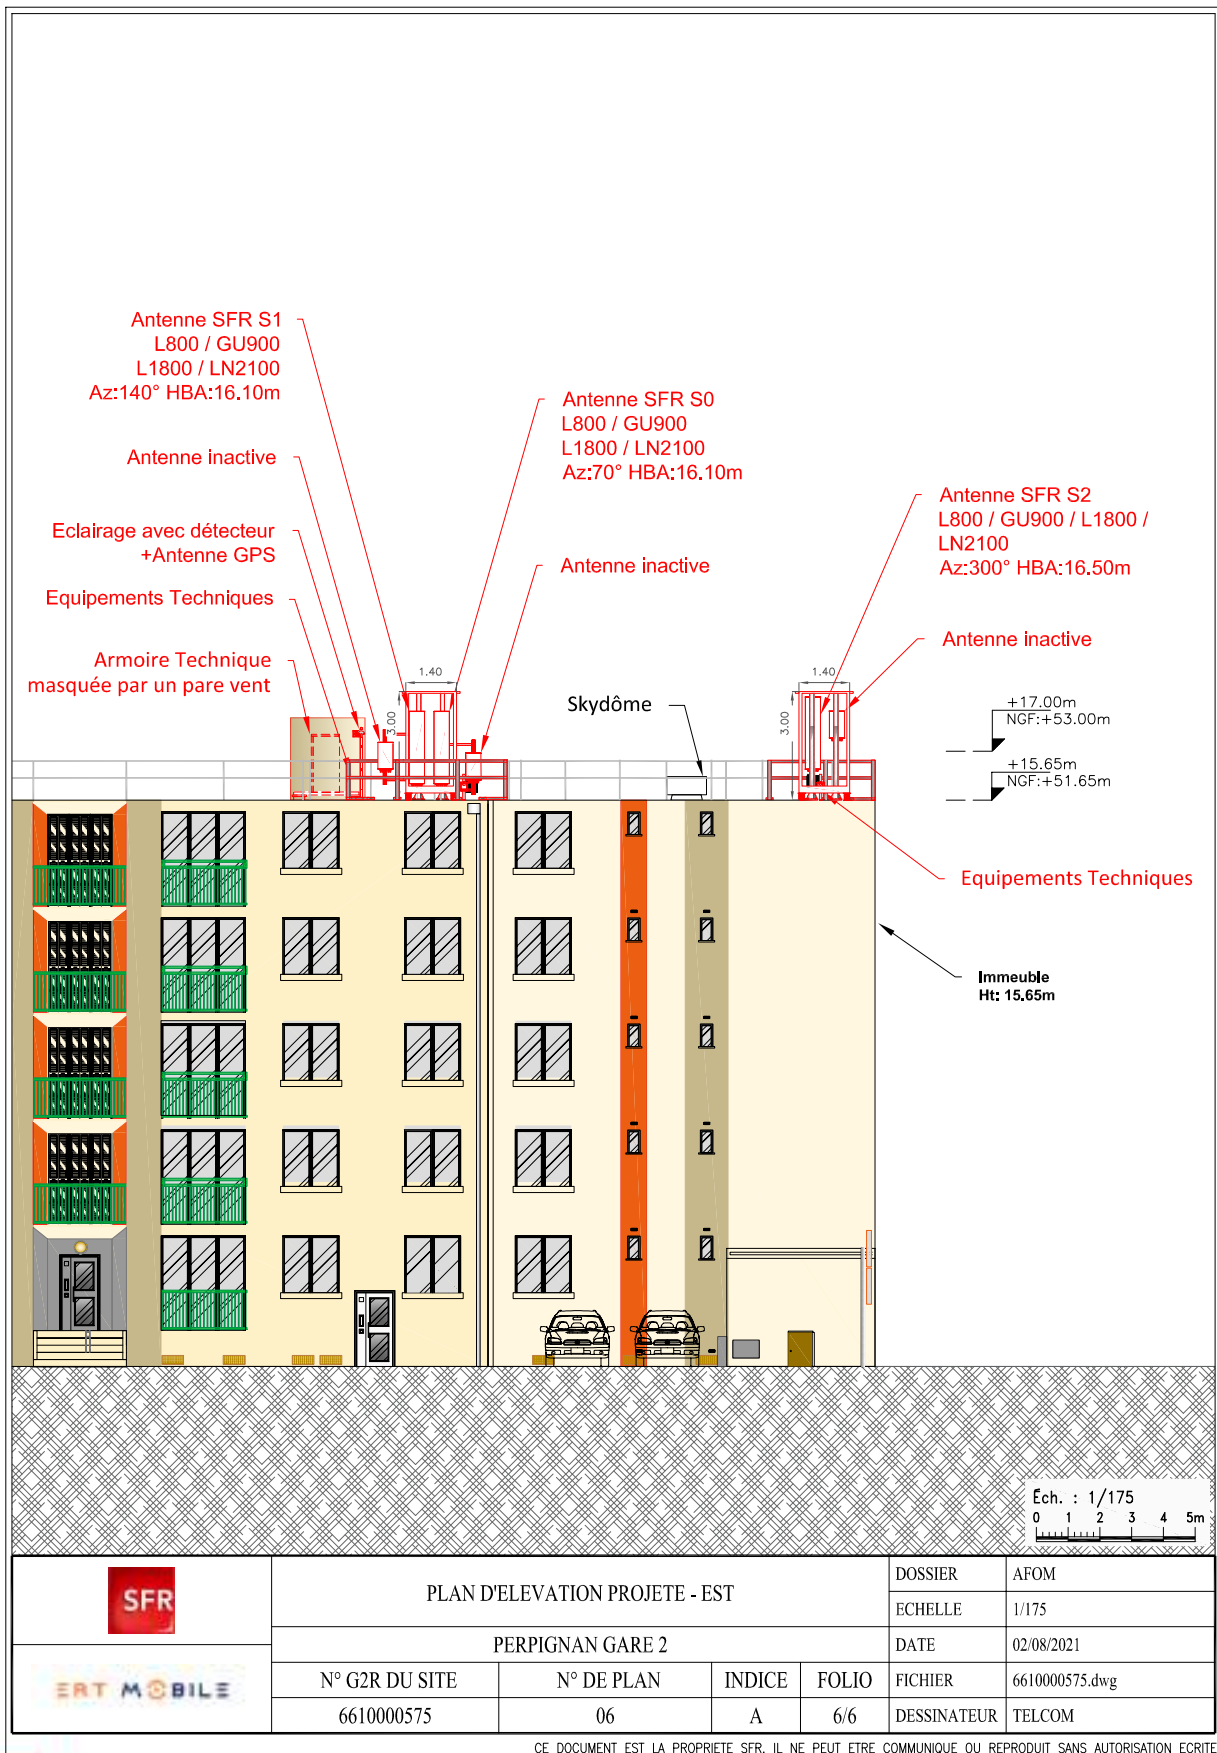 Antenne SFR S1
L800 / GU900
L1800 / LN2100
Az:140° HBA:16.10m
Antenne SFR S0
L800 / GU900
L1800 / LN2100
Az:70° HBA:16.10m
Antenne inactive
Antenne SFR S2
L800 / GU900 / L1800 /
LN2100
Az:300° HBA:16.50m
Eclairage avec détecteur
+Antenne GPS
Antenne inactive
Equipements Techniques
Antenne inactive
Armoire Technique
masquée par un pare vent
1.40
1.40
3.00
3.00
Skydôme
+17.00m
NGF:+53.00m
+15.65m
NGF:+51.65m
Equipements Techniques
Immeuble
Ht: 15.65m
Ech. : 1/175
0 1 2 3 4 5m
SFR
ERT MOBILE
PLAN D'ELEVATION PROJETE - EST
PERPIGNAN GARE 2
N° G2R DU SITE
N° DE PLAN
INDICE
FOLIO
6610000575
06
A
6/6
DOSSIER
AFOM
ECHELLE
1/175
DATE
02/08/2021
FICHIER
6610000575.dwg
DESSINATEUR
TELCOM
CE DOCUMENT EST LA PROPRIETE SFR. IL NE PEUT ETRE COMMUNIQUE OU REPRODUIT SANS AUTORISATION ECRITE